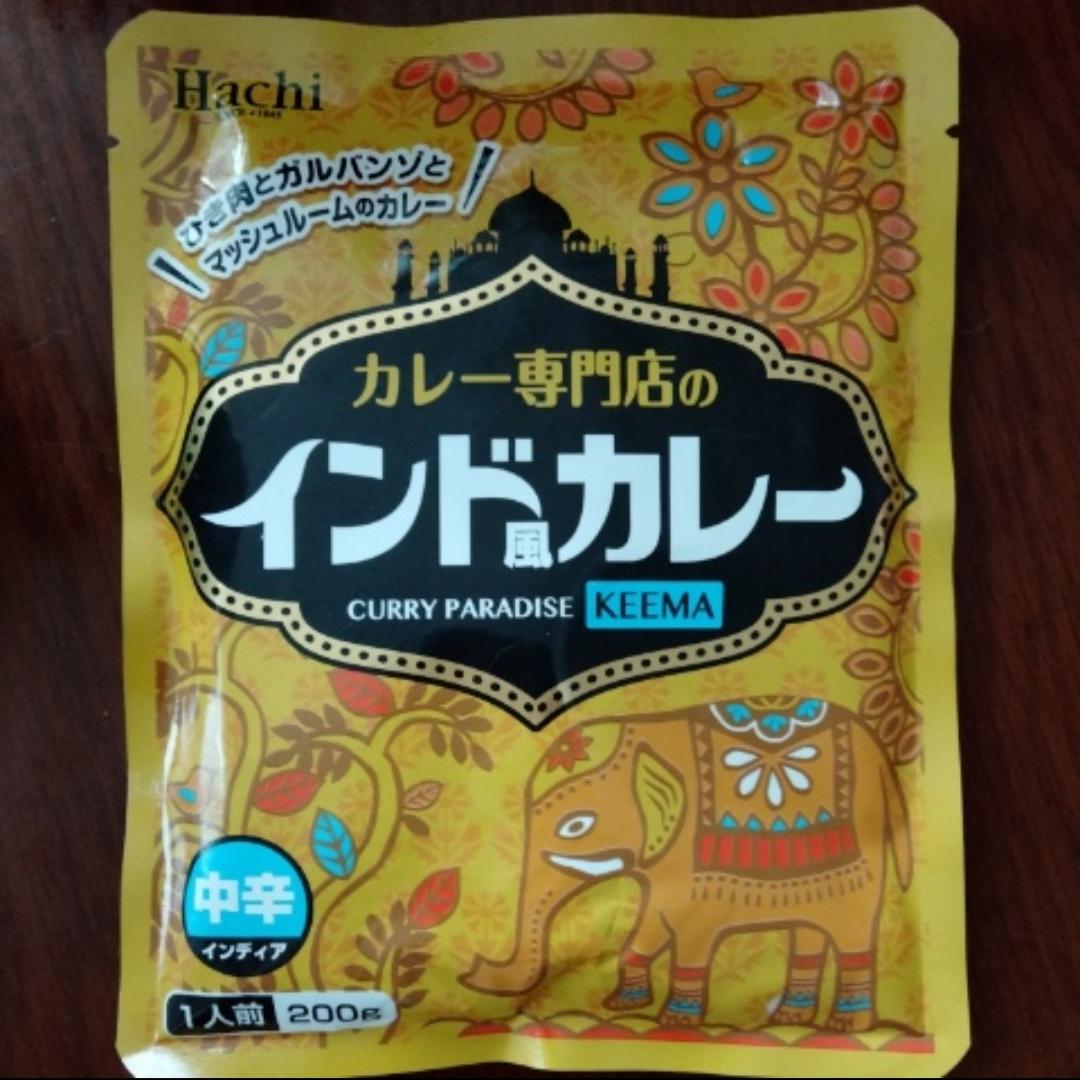 Hachi
ひき肉とガルバンゾと
マッシュルームのカレー
カレー専門店の
インド風カレー
CURRY PARADISE KEEMA
中辛
インディア
1人前 200g